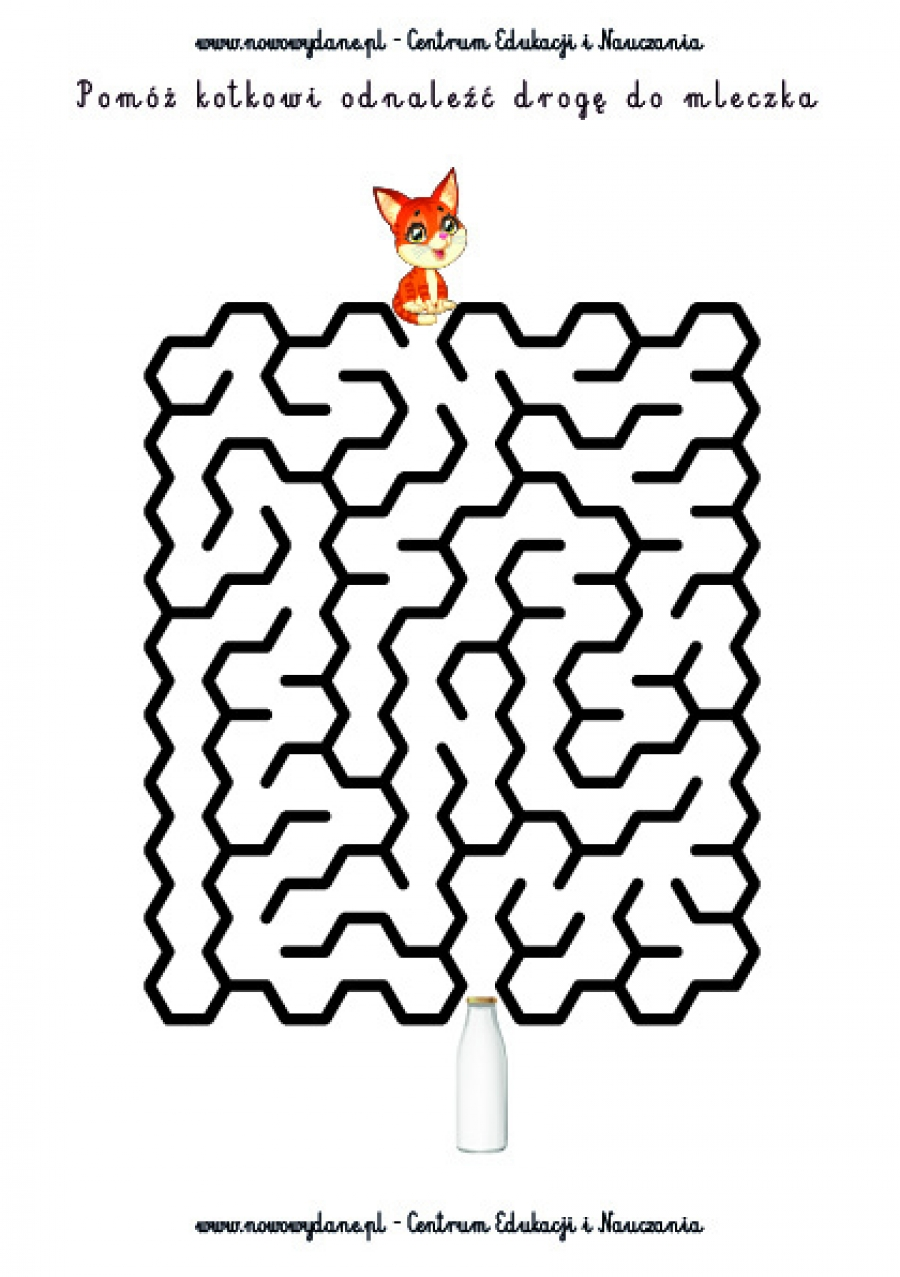 www.nowowydane.pl - Centrum Edukacji i Nauczania
Pomóż kotkowi odnaleźć drogę do mleczka
www.nowowydane.pl - Centrum Edukacji i Nauczania